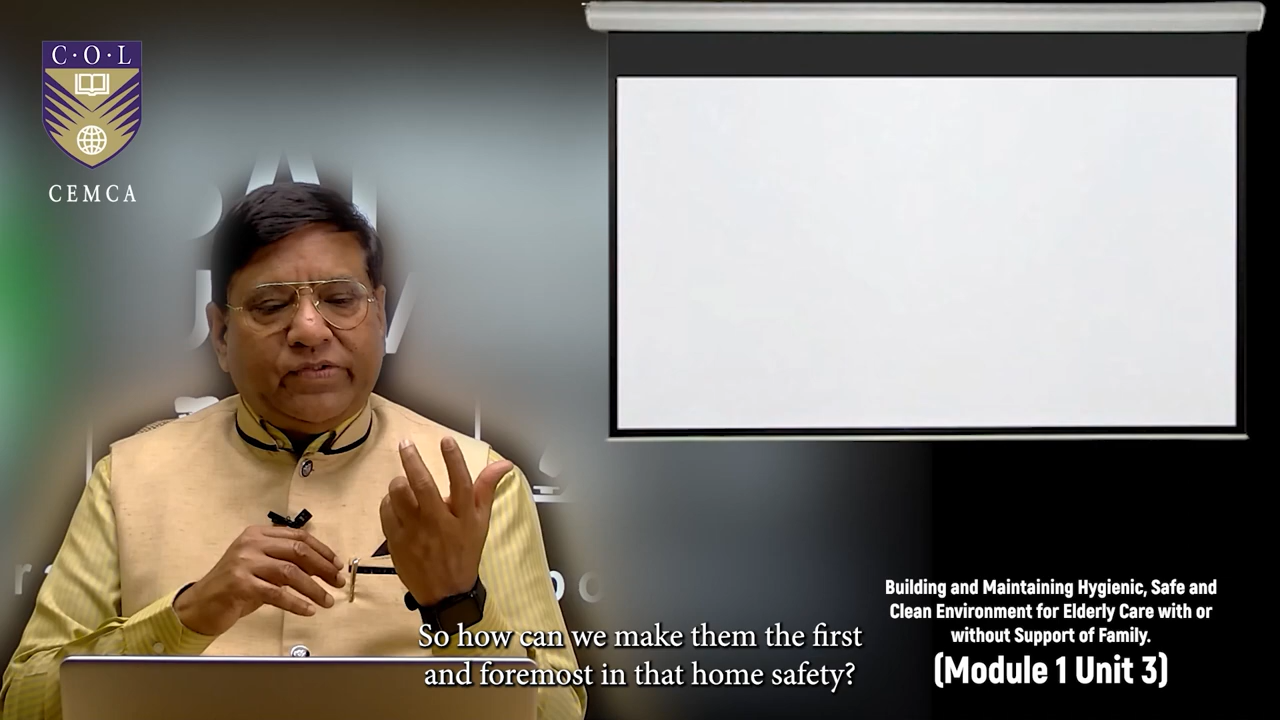 C·O·L
CEMCA
So how can we make them the first
and foremost in that home safety?
Building and Maintaining Hygienic, Safe and
Clean Environment for Elderly Care with or
without Support of Family.
(Module 1 Unit 3)